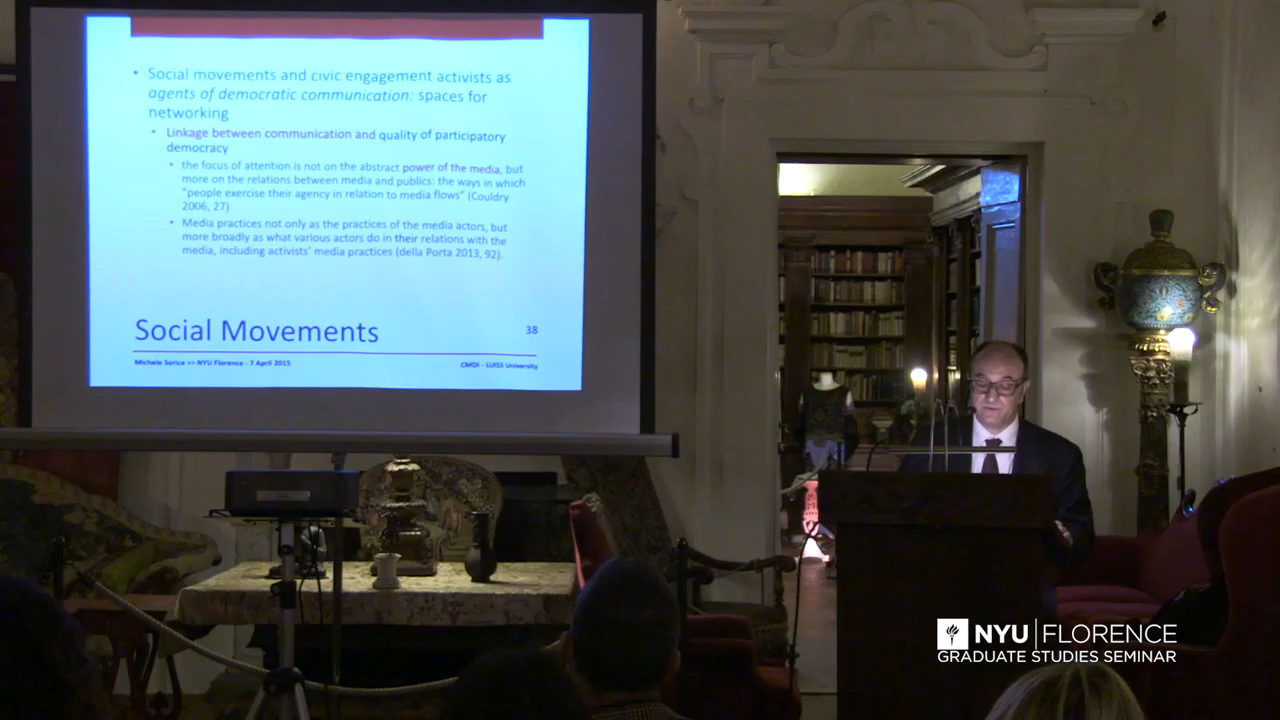 • Social movements and civic engagement activists as
agents of democratic communication: spaces for
networking
• Linkage between communication and quality of participatory
democracy
• the focus of attention is not on the abstract power of the media, but
more on the relations between media and publics: the ways in which
"people exercise their agency in relation to media flows" (Couldry
2006, 27)
• Media practices not only as the practices of the media actors, but
more broadly as what various actors do in their relations with the
media, including activists' media practices (della Porta 2013, 92).
Social Movements
38
Michele Sorice >> NYU Florence - 7 April 2015
CMDI - LUISS University
NYU FLORENCE
GRADUATE STUDIES SEMINAR